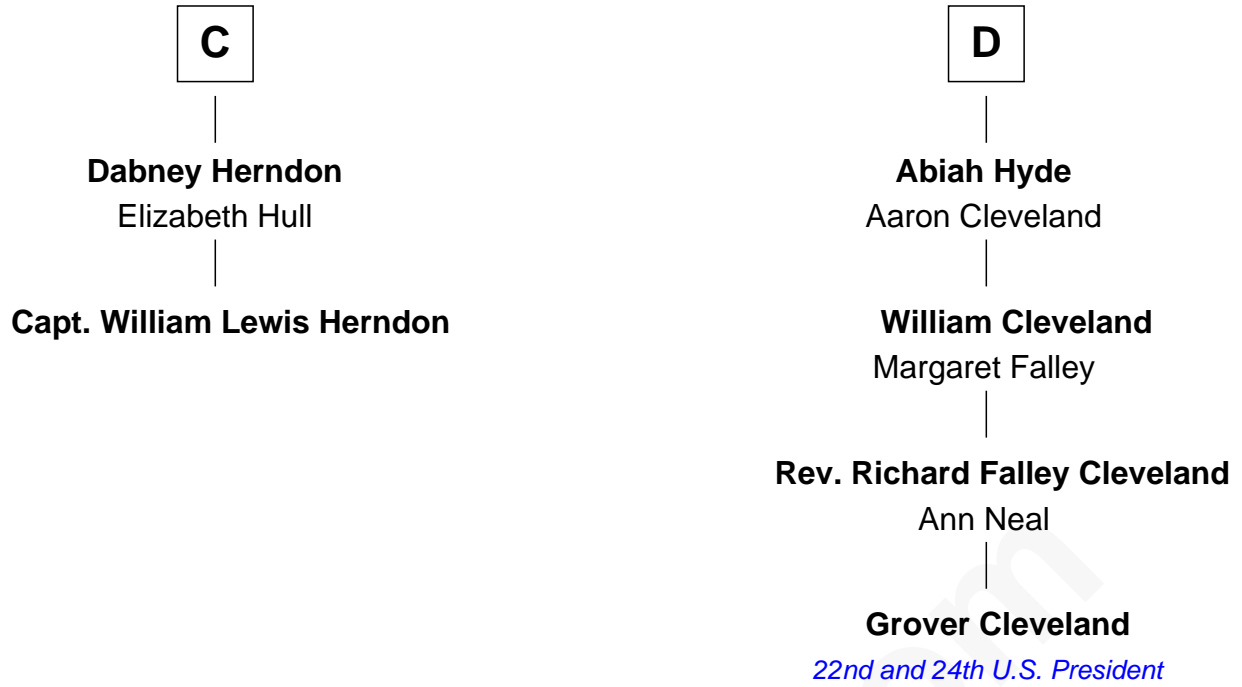 C
Dabney Herndon
Elizabeth Hull
Capt. William Lewis Herndon
D
Abiah Hyde
Aaron Cleveland
William Cleveland
Margaret Falley
Rev. Richard Falley Cleveland
Ann Neal
Grover Cleveland
22nd and 24th U.S. President